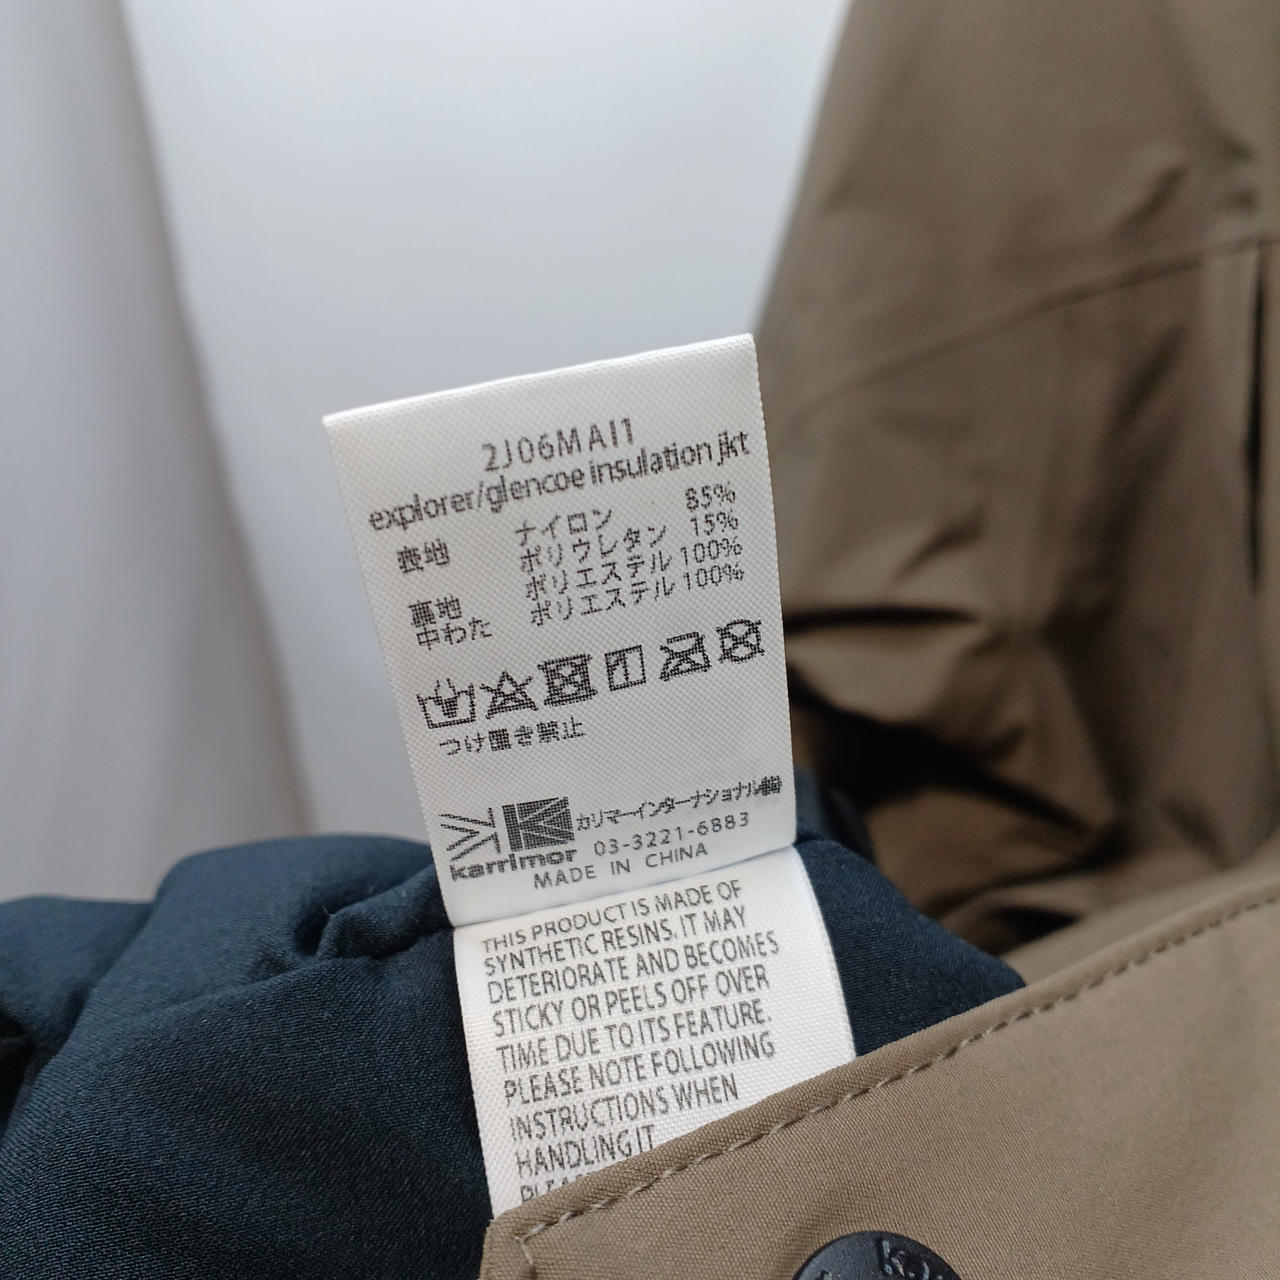 2J06MAI1
explorer/glencoe insulation jkt
表地 ナイロン 85%
ポリウレタン 15%
裏地 ポリエステル 100%
中わた ポリエステル 100%
つけ置き禁止
カリマーインターナショナル㈱
karrimor 03-3221-6883
MADE IN CHINA
THIS PRODUCT IS MADE OF
SYNTHETIC RESINS. IT MAY
DETERIORATE AND BECOMES
STICKY OR PEELS OFF OVER
TIME DUE TO ITS FEATURE.
PLEASE NOTE FOLLOWING
INSTRUCTIONS WHEN
HANDLING IT